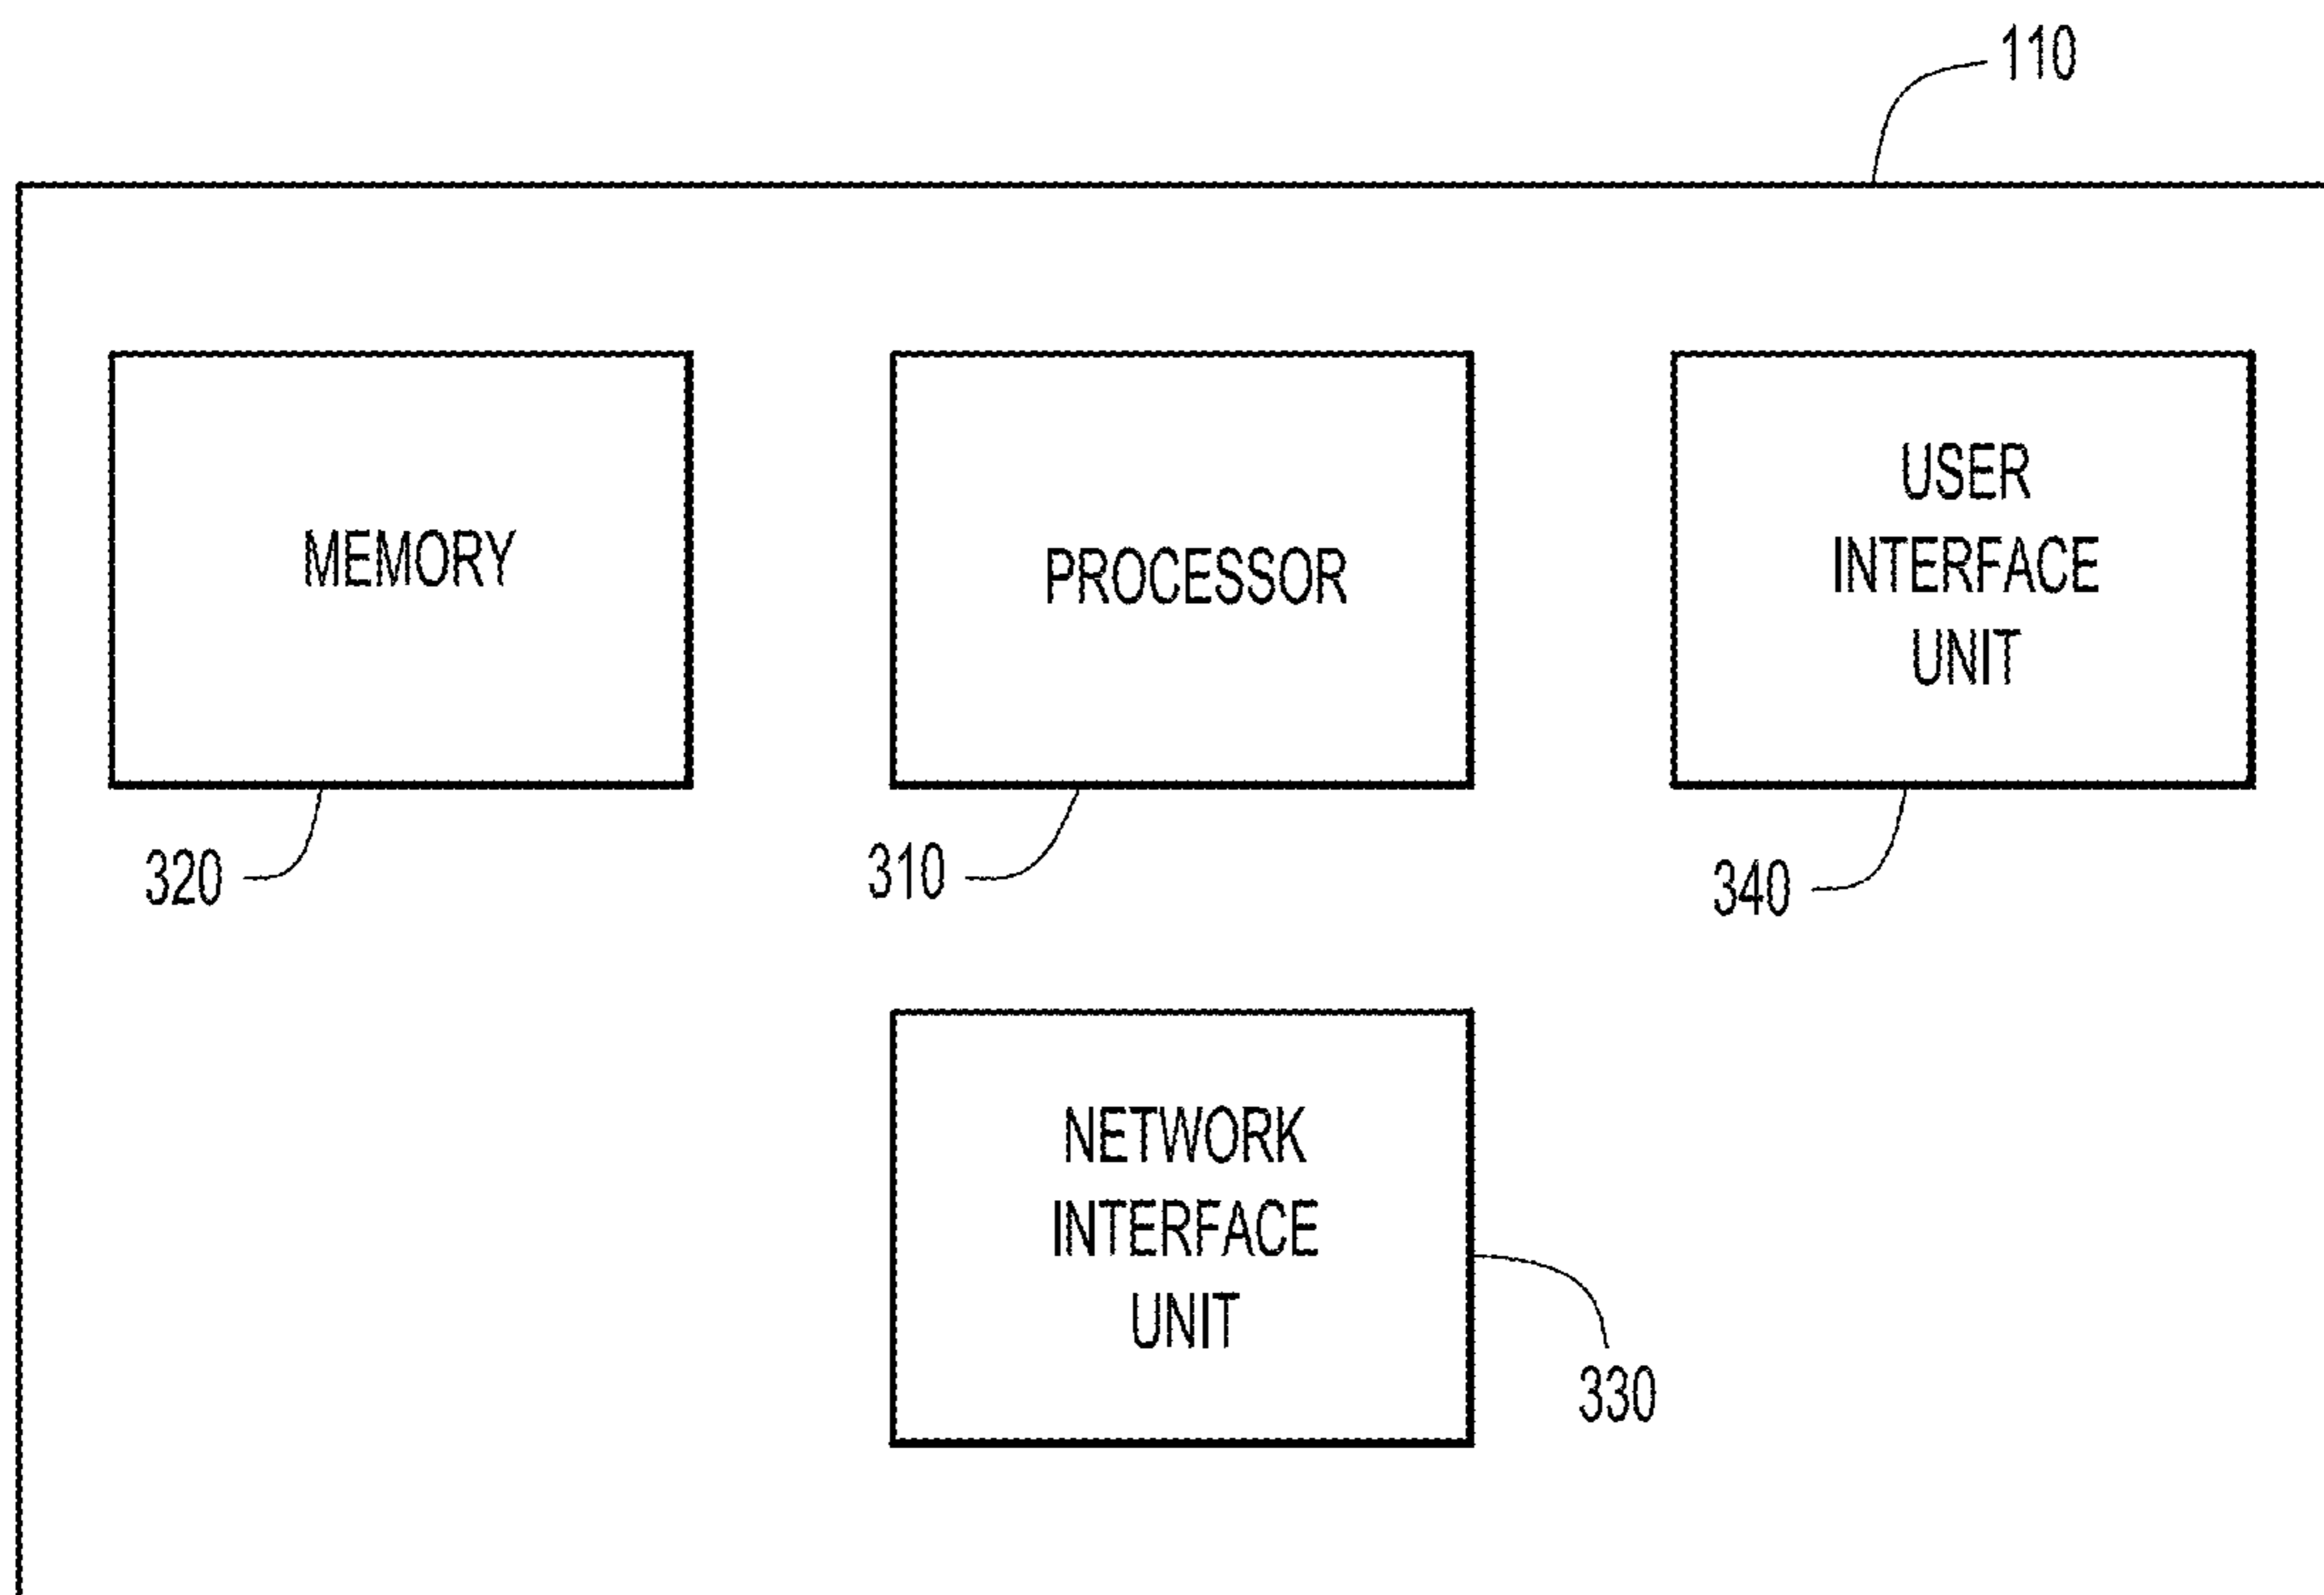 110
MEMORY
PROCESSOR
USER
INTERFACE
UNIT
320
310
340
NETWORK
INTERFACE
UNIT
330